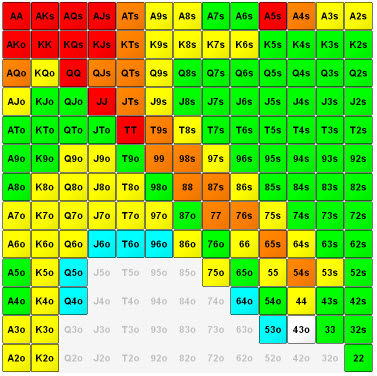 AA AKs AQs AJs ATs A9s A8s A7s A6s A5s A4s A3s A2s
AKo KK KQs KJs KTs K9s K8s K7s K6s K5s K4s K3s K2s
AQo KQo QQ QJs QTs Q9s Q8s Q7s Q6s Q5s Q4s Q3s Q2s
AJo KJo QJo JJ JTs J9s J8s J7s J6s J5s J4s J3s J2s
ATo KTo QTo JTo TT T9s T8s T7s T6s T5s T4s T3s T2s
A9o K9o Q9o J9o T9o 99 98s 97s 96s 95s 94s 93s 92s
A8o K8o Q8o J8o T8o 98o 88 87s 86s 85s 84s 83s 82s
A7o K7o Q7o J7o T7o 97o 87o 77 76s 75s 74s 73s 72s
A6o K6o Q6o J6o T6o 96o 86o 76o 66 65s 64s 63s 62s
A5o K5o Q5o J5o T5o 95o 85o 75o 65o 55 54s 53s 52s
A4o K4o Q4o J4o T4o 94o 84o 74o 64o 54o 44 43s 42s
A3o K3o Q3o J3o T3o 93o 83o 73o 63o 53o 43o 33 32s
A2o K2o Q2o J2o T2o 92o 82o 72o 62o 52o 42o 32o 22